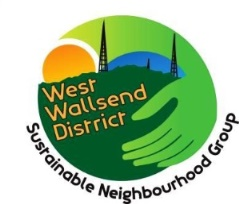 West
Wallsend
District
Sustainable Neighbourhood Group